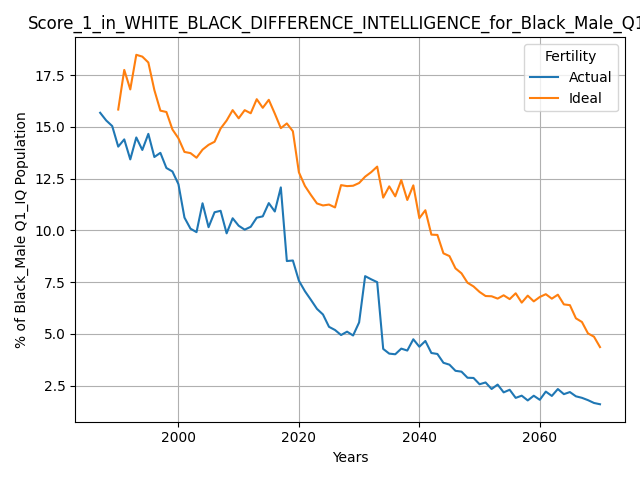 Score_1_in_WHITE_BLACK_DIFFERENCE_INTELLIGENCE_for_Black_Male_Q1
Fertility
Actual
Ideal
17.5
15.0
12.5
10.0
7.5
5.0
2.5
% of Black_Male Q1_IQ Population
2000
2020
2040
2060
Years